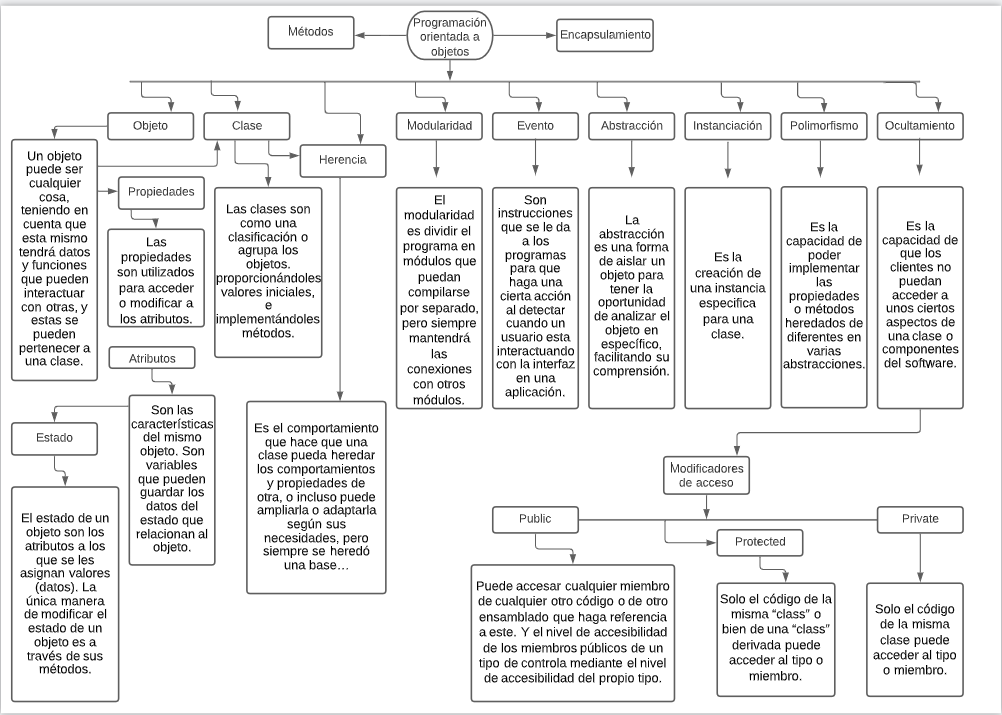 Métodos
Programación
orientada a
objetos
Encapsulamiento
Objeto
Clase
Herencia
Modularidad
Evento
Abstracción
Instanciación
Polimorfismo
Ocultamiento
Un objeto
puede ser
cualquier
cosa,
teniendo en
cuenta que
esta mismo
tendrá datos
y funciones
que pueden
interactuar
con otras, y
estas se
pueden
pertenecer a
una clase.
Propiedades
Las
propiedades
son utilizados
para acceder
o modificar a
los atributos.
Las clases son
como una
clasificación o
agrupa los
objetos.
proporcionándoles
valores iniciales,
e
implementándoles
métodos.
El
modularidad
es dividir el
programa en
módulos que
puedan
compilarse
por separado,
pero siempre
mantendrá
las
conexiones
con otros
módulos.
Son
instrucciones
que se le da
a los
programas
para que
haga una
cierta acción
al detectar
cuando un
usuario esta
interactuando
con la interfaz
en una
aplicación.
La
abstracción
es una forma
de aislar un
objeto para
tener la
oportunidad
de analizar el
objeto en
específico,
facilitando su
comprensión.
Es la
creación de
una instancia
especifica
para una
clase.
Es la
capacidad de
poder
implementar
las
propiedades
o métodos
heredados de
diferentes en
varias
abstracciones.
Es la
capacidad de
que los
clientes no
puedan
acceder a
unos ciertos
aspectos de
una clase o
componentes
del software.
Atributos
Son las
características
del mismo
objeto. Son
variables
que pueden
guardar los
datos del
estado que
relacionan al
objeto.
Estado
El estado de un
objeto son los
atributos a los
que se les
asignan valores
(datos). La
única manera
de modificar el
estado de un
objeto es a
través de sus
métodos.
Es el comportamiento
que hace que una
clase pueda heredar
los comportamientos
y propiedades de
otra, o incluso puede
ampliarla o adaptarla
según sus
necesidades, pero
siempre se heredó
una base…
Modificadores
de acceso
Public
Protected
Private
Puede accesar cualquier miembro
de cualquier otro código o de otro
ensamblado que haga referencia
a este. Y el nivel de accesibilidad
de los miembros públicos de un
tipo de controla mediante el nivel
de accesibilidad del propio tipo.
Solo el código de la
misma “class” o
bien de una “class”
derivada puede
acceder al tipo o
miembro.
Solo el código
de la misma
clase puede
acceder al tipo
o miembro.